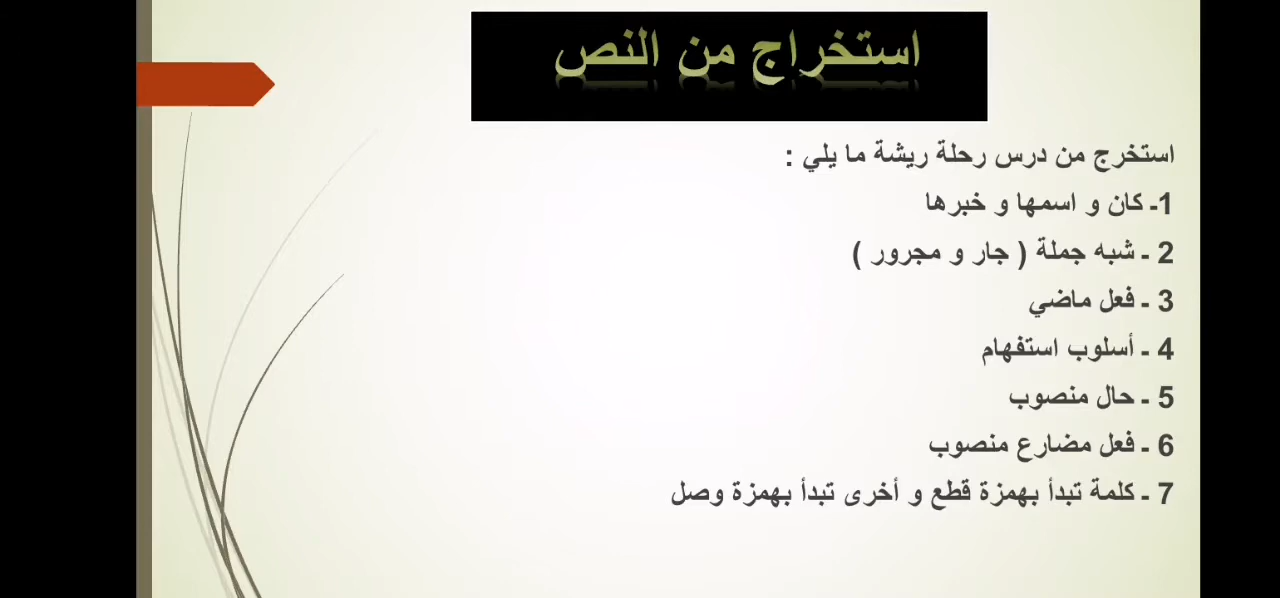 استخراج من النص
استخرج من درس رحلة ريشة ما يلي :
1- كان و اسمها و خبرها
2 - شبه جملة ( جار و مجرور )
3 - فعل ماضي
4 - أسلوب استفهام
5 - حال منصوب
6 - فعل مضارع منصوب
7 - كلمة تبدأ بهمزة قطع و أخرى تبدأ بهمزة وصل